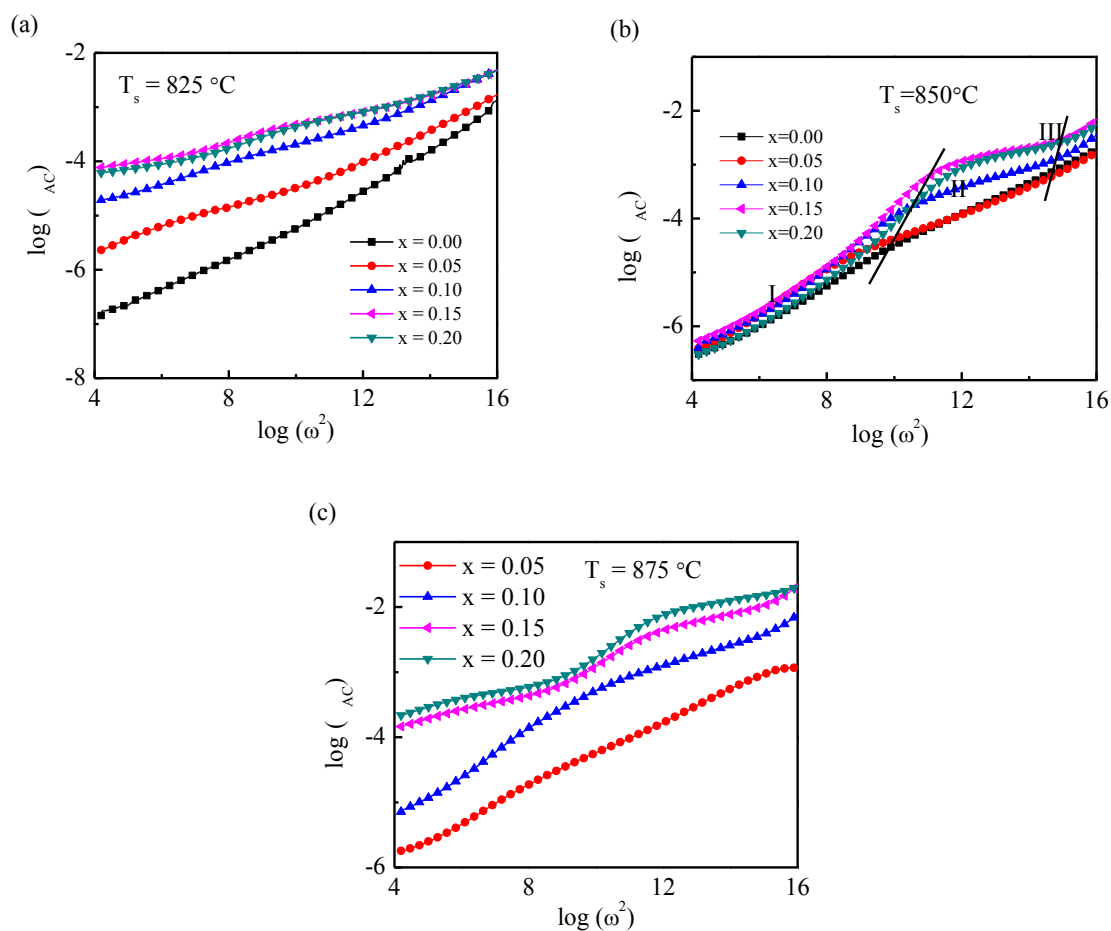 (a)
T_s = 825 °C
log ( _AC)
-2
-4
-6
-8
x = 0.00
x = 0.05
x = 0.10
x = 0.15
x = 0.20
4 8 12 16
log (ω²)
(b)
T_s=850°C
log ( _AC)
-2
-4
-6
x=0.00
x=0.05
x=0.10
x=0.15
x=0.20
I
II
III
4 8 12 16
log (ω²)
(c)
T_s = 875 °C
log ( _AC)
-2
-4
-6
x = 0.05
x = 0.10
x = 0.15
x = 0.20
4 8 12 16
log (ω²)